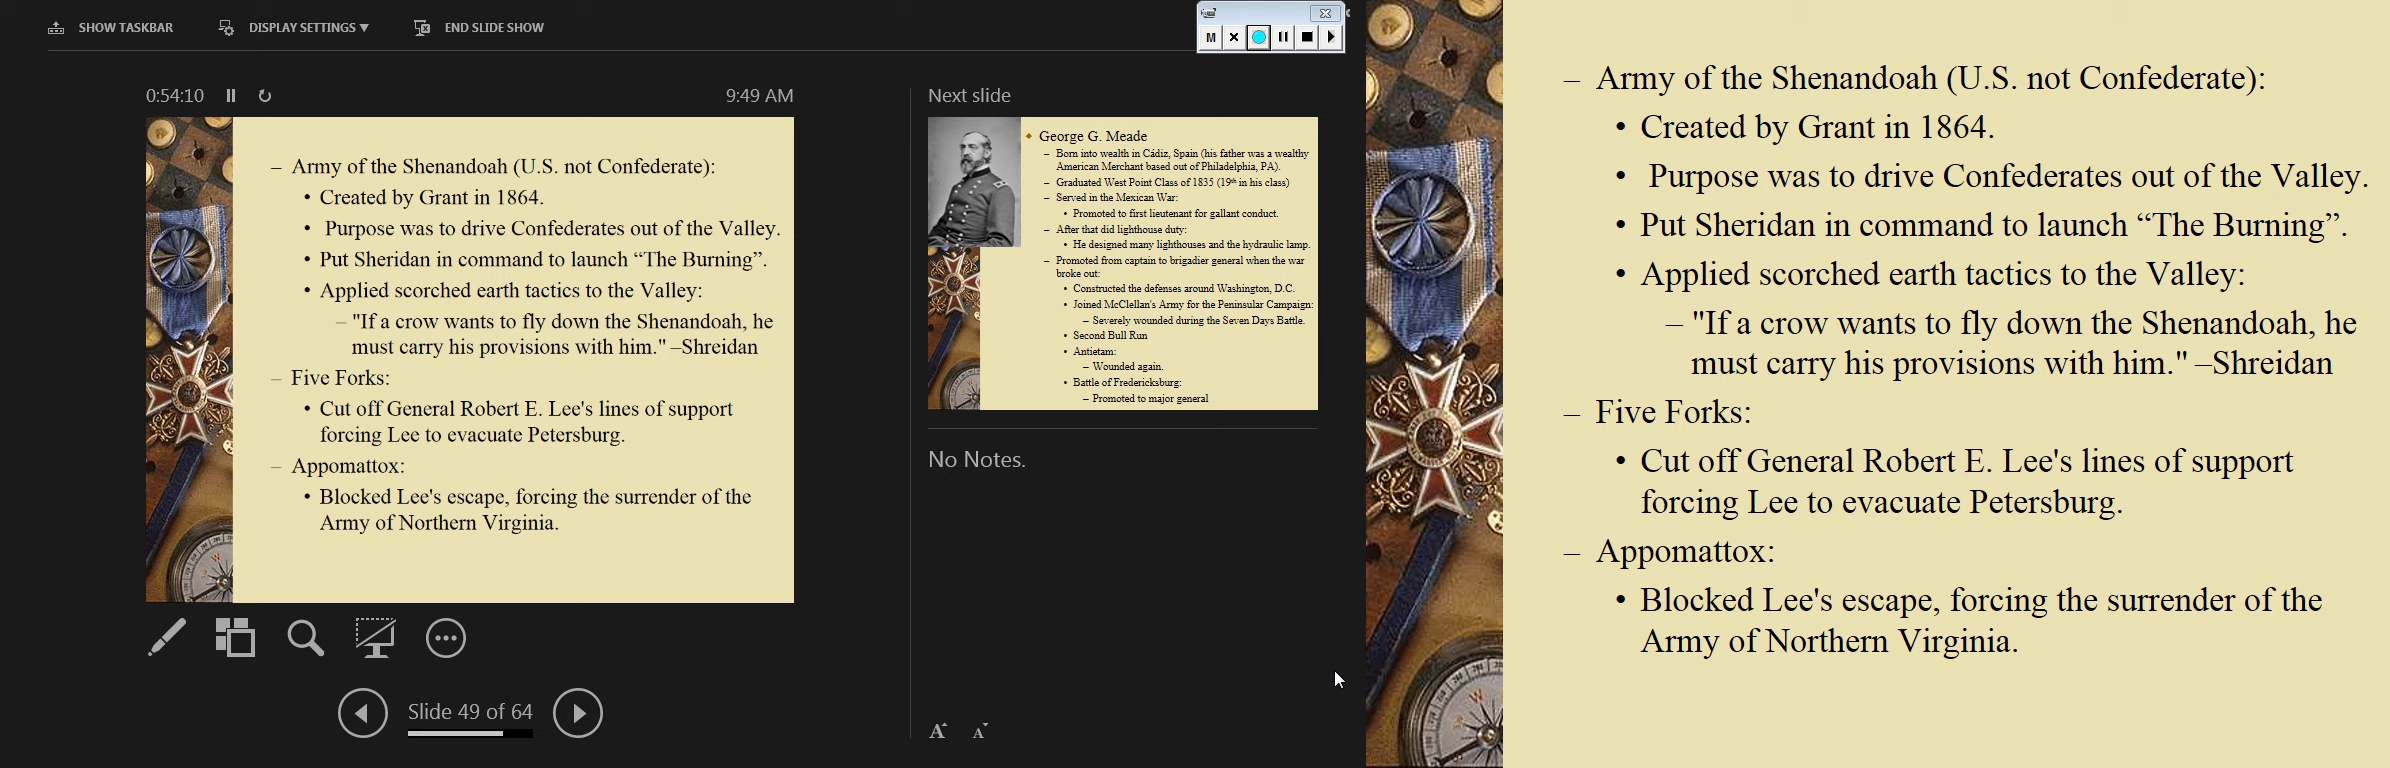 SHOW TASKBAR
DISPLAY SETTINGS ▼
END SLIDE SHOW
M
0:54:10
9:49 AM
– Army of the Shenandoah (U.S. not Confederate):
• Created by Grant in 1864.
• Purpose was to drive Confederates out of the Valley.
• Put Sheridan in command to launch “The Burning”.
• Applied scorched earth tactics to the Valley:
– "If a crow wants to fly down the Shenandoah, he
must carry his provisions with him." –Shreidan
– Five Forks:
• Cut off General Robert E. Lee's lines of support
forcing Lee to evacuate Petersburg.
– Appomattox:
• Blocked Lee's escape, forcing the surrender of the
Army of Northern Virginia.
Slide 49 of 64
Next slide
George G. Meade
– Born into wealth in Cádiz, Spain (his father was a wealthy
American Merchant based out of Philadelphia, PA).
– Graduated West Point Class of 1835 (19th in his class)
– Served in the Mexican War:
• Promoted to first lieutenant for gallant conduct.
– After that did lighthouse duty:
• He designed many lighthouses and the hydraulic lamp.
– Promoted from captain to brigadier general when the war
broke out:
• Constructed the defenses around Washington, D.C.
• Joined McClellan's Army for the Peninsular Campaign:
– Severely wounded during the Seven Days Battle.
• Second Bull Run
• Antietam:
– Wounded again.
• Battle of Fredericksburg:
– Promoted to major general
No Notes.
A A
– Army of the Shenandoah (U.S. not Confederate):
• Created by Grant in 1864.
• Purpose was to drive Confederates out of the Valley.
• Put Sheridan in command to launch “The Burning”.
• Applied scorched earth tactics to the Valley:
– "If a crow wants to fly down the Shenandoah, he
must carry his provisions with him." –Shreidan
– Five Forks:
• Cut off General Robert E. Lee's lines of support
forcing Lee to evacuate Petersburg.
– Appomattox:
• Blocked Lee's escape, forcing the surrender of the
Army of Northern Virginia.